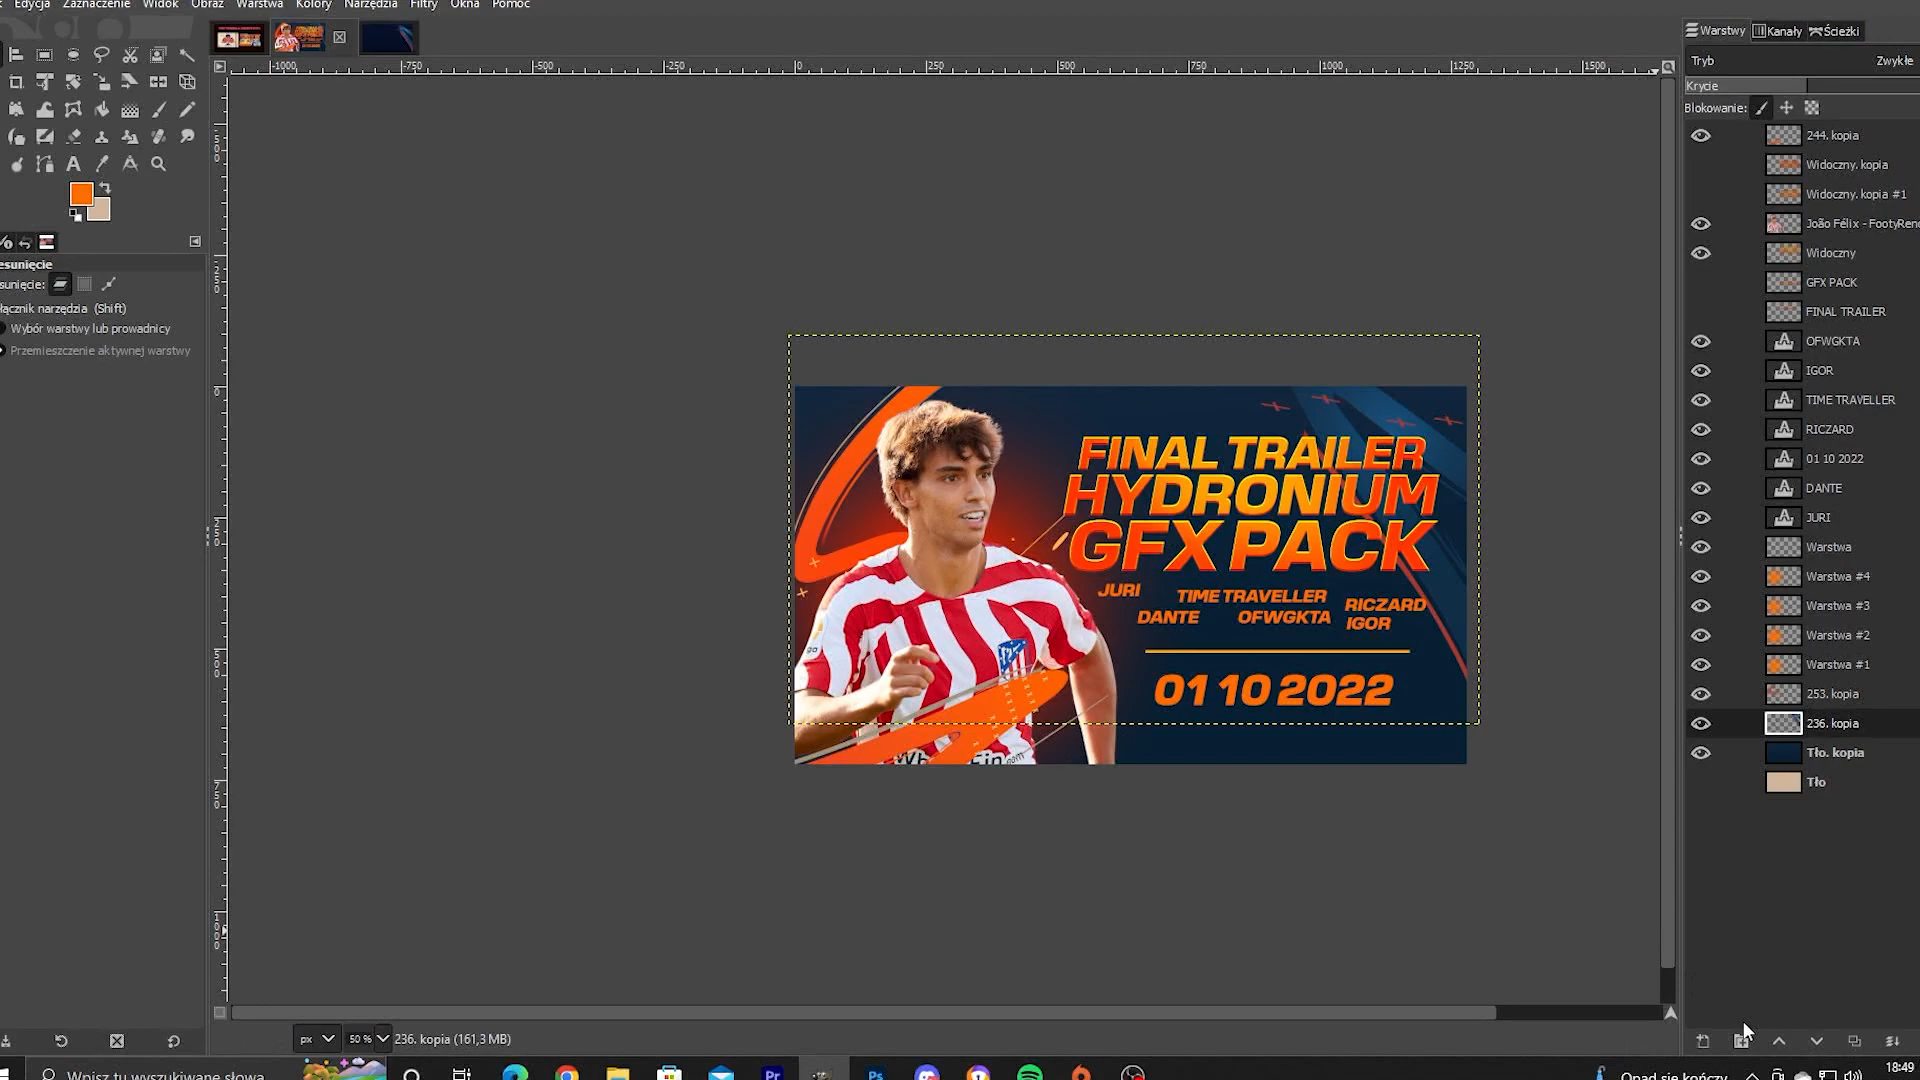 Edycja Zaznaczenie Widok Obraz Warstwa Kolory Narzędzia Filtry Okna Pomoc
Warstwy Kanały Ścieżki
-1000 -750 -500 -250 0 250 500 750 1000 1250 1500
Tryb Zwykłe
Krycie
Blokowanie:
244. kopia
Widoczny. kopia
Widoczny. kopia #1
João Félix - FootyRen
Widoczny
GFX PACK
FINAL TRAILER
OFWGKTA
IGOR
TIME TRAVELLER
RICZARD
01 10 2022
DANTE
JURI
Warstwa
Warstwa #4
Warstwa #3
Warstwa #2
Warstwa #1
253. kopia
236. kopia
Tło. kopia
Tło
esunięcie
sunięcie:
łącznik narzędzia (Shift)
Wybór warstwy lub prowadnicy
Przemieszczenie aktywnej warstwy
FINAL TRAILER
HYDRONIUM
GFX PACK
JURI
TIME TRAVELLER
RICZARD
DANTE
OFWGKTA
IGOR
01 10 2022
px 50 % 236. kopia (161,3 MB)
Wpisz tu wyszukiwane słowa
Pr
Ps
Opad się kończy
18:49